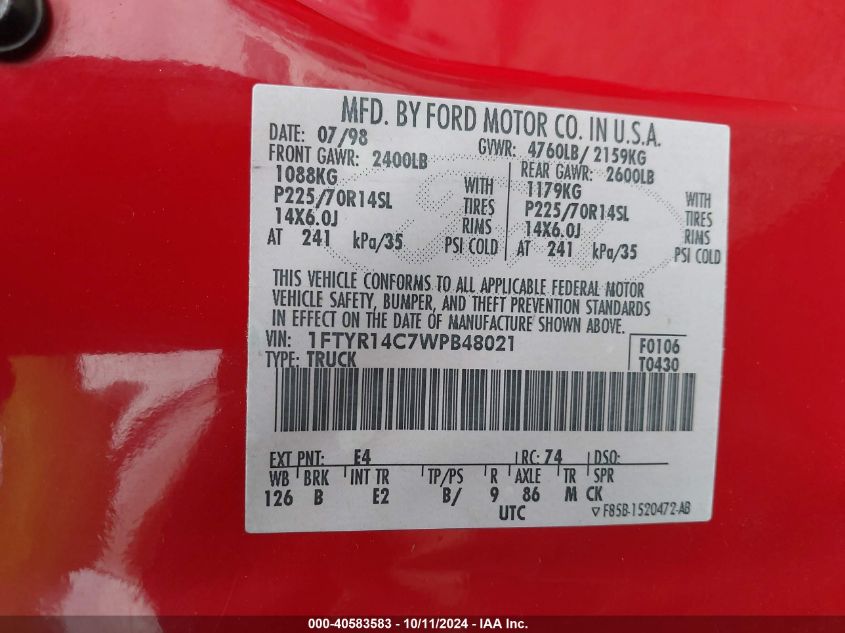 MFD. BY FORD MOTOR CO. IN U.S.A.
DATE: 07/98 GVWR: 4760LB/ 2159KG
FRONT GAWR: 2400LB REAR GAWR: 2600LB
1088KG WITH 1179KG WITH
P225/70R14SL TIRES P225/70R14SL TIRES
14X6.0J RIMS 14X6.0J RIMS
AT 241 kPa/35 PSI COLD AT 241 kPa/35 PSI COLD
THIS VEHICLE CONFORMS TO ALL APPLICABLE FEDERAL MOTOR
VEHICLE SAFETY, BUMPER, AND THEFT PREVENTION STANDARDS
IN EFFECT ON THE DATE OF MANUFACTURE SHOWN ABOVE.
VIN: 1FTYR14C7WPB48021 F0106
TYPE: TRUCK T0430
EXT PNT: E4 RC: 74 DSO:
WB BRK INT TR TP/PS R AXLE TR SPR
126 B E2 B/ 9 86 M CK
UTC ▽ F85B-1520472-AB
000-40583583 - 10/11/2024 - IAA Inc.